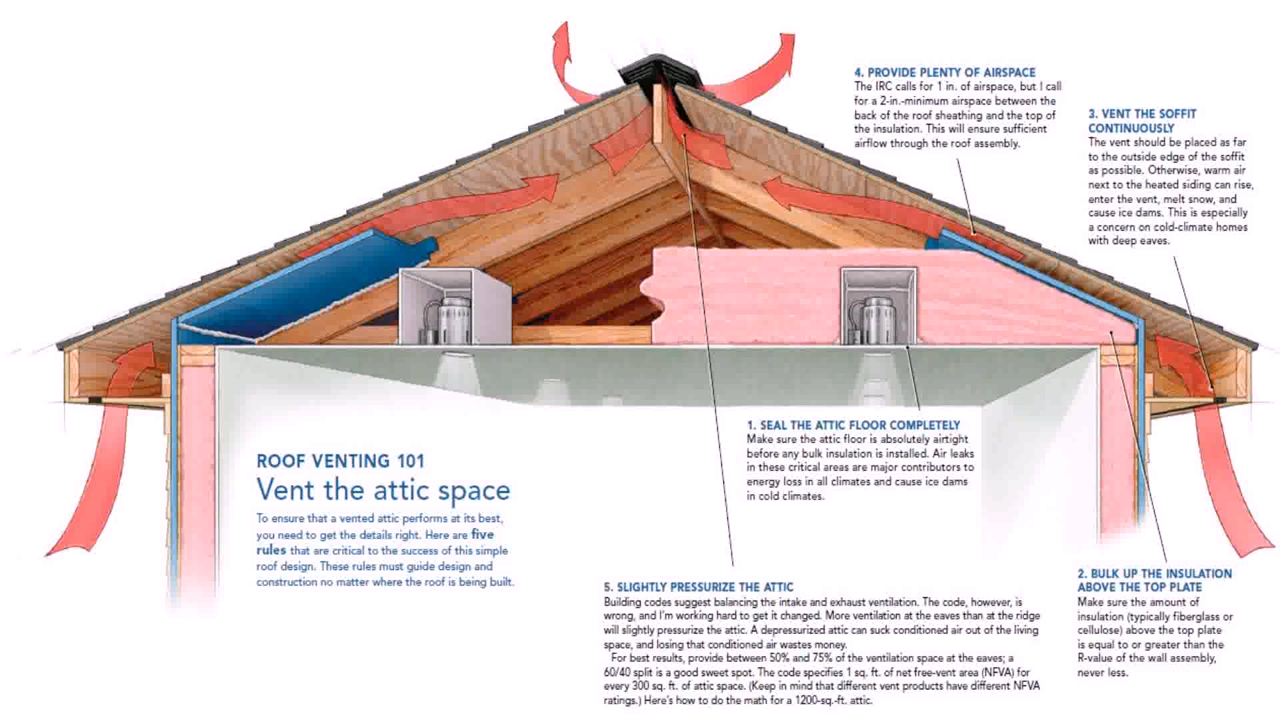 4. PROVIDE PLENTY OF AIRSPACE
The IRC calls for 1 in. of airspace, but I call
for a 2-in.-minimum airspace between the
back of the roof sheathing and the top of
the insulation. This will ensure sufficient
airflow through the roof assembly.
3. VENT THE SOFFIT
CONTINUOUSLY
The vent should be placed as far
to the outside edge of the soffit
as possible. Otherwise, warm air
next to the heated siding can rise,
enter the vent, melt snow, and
cause ice dams. This is especially
a concern on cold-climate homes
with deep eaves.
1. SEAL THE ATTIC FLOOR COMPLETELY
Make sure the attic floor is absolutely airtight
before any bulk insulation is installed. Air leaks
in these critical areas are major contributors to
energy loss in all climates and cause ice dams
in cold climates.
ROOF VENTING 101
Vent the attic space
To ensure that a vented attic performs at its best,
you need to get the details right. Here are five
rules that are critical to the success of this simple
roof design. These rules must guide design and
construction no matter where the roof is being built.
5. SLIGHTLY PRESSURIZE THE ATTIC
Building codes suggest balancing the intake and exhaust ventilation. The code, however, is
wrong, and I'm working hard to get it changed. More ventilation at the eaves than at the ridge
will slightly pressurize the attic. A depressurized attic can suck conditioned air out of the living
space, and losing that conditioned air wastes money.
For best results, provide between 50% and 75% of the ventilation space at the eaves; a
60/40 split is a good sweet spot. The code specifies 1 sq. ft. of net free-vent area (NFVA) for
every 300 sq. ft. of attic space. (Keep in mind that different vent products have different NFVA
ratings.) Here's how to do the math for a 1200-sq.-ft. attic.
2. BULK UP THE INSULATION
ABOVE THE TOP PLATE
Make sure the amount of
insulation (typically fiberglass or
cellulose) above the top plate
is equal to or greater than the
R-value of the wall assembly,
never less.